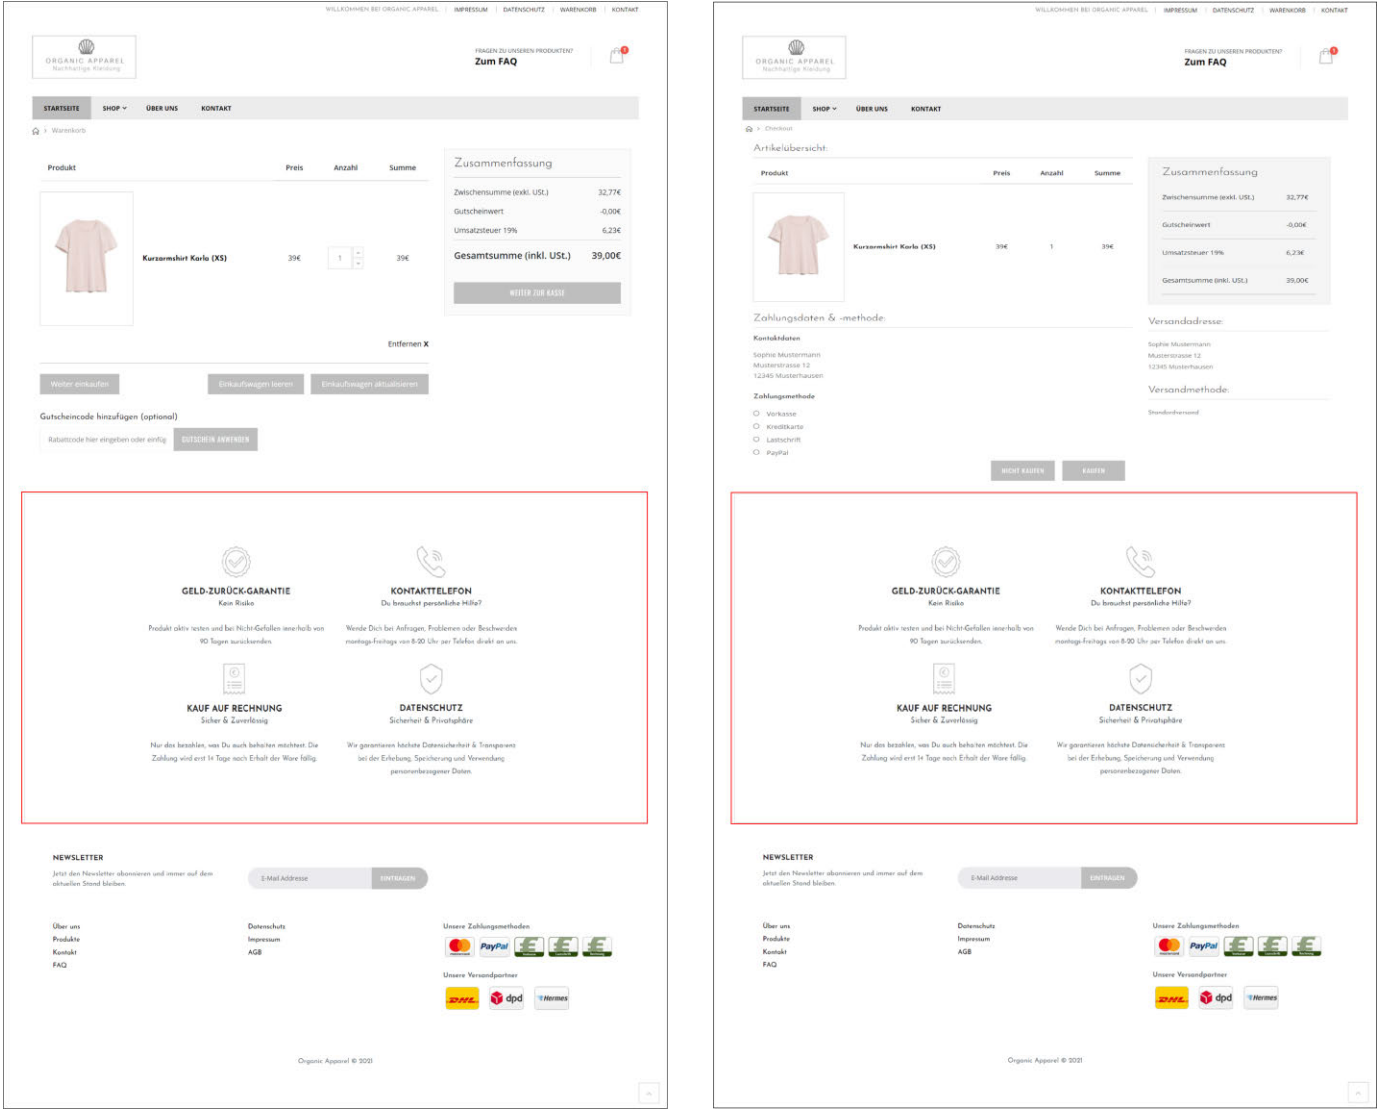 WILLKOMMEN BEI ORGANIC APPAREL | IMPRESSUM | DATENSCHUTZ | WARENKORB | KONTAKT
ORGANIC APPAREL
Nachhaltige Kleidung
FRAGEN ZU UNSEREN PRODUKTEN?
Zum FAQ
1
STARTSEITE SHOP ÜBER UNS KONTAKT
> Warenkorb
Produkt Preis Anzahl Summe
Kurzarmshirt Karla (XS) 39€ 1 39€
Entfernen X
Weiter einkaufen Einkaufswagen leeren Einkaufswagen aktualisieren
Gutscheincode hinzufügen (optional)
Rabattcode hier eingeben oder einfüg GUTSCHEIN ANWENDEN
Zusammenfassung
Zwischensumme (exkl. USt.) 32,77€
Gutscheinwert -0,00€
Umsatzsteuer 19% 6,23€
Gesamtsumme (inkl. USt.) 39,00€
WEITER ZUR KASSE
GELD-ZURÜCK-GARANTIE
Kein Risiko
Produkt aktiv testen und bei Nicht-Gefallen innerhalb von
90 Tagen zurücksenden.
KONTAKTTELEFON
Du brauchst persönliche Hilfe?
Wende Dich bei Anfragen, Problemen oder Beschwerden
montags-freitags von 8-20 Uhr per Telefon direkt an uns.
KAUF AUF RECHNUNG
Sicher & Zuverlässig
Nur das bezahlen, was Du auch behalten möchtest. Die
Zahlung wird erst 14 Tage nach Erhalt der Ware fällig.
DATENSCHUTZ
Sicherheit & Privatsphäre
Wir garantieren höchste Datensicherheit & Transparenz
bei der Erhebung, Speicherung und Verwendung
personenbezogener Daten.
NEWSLETTER
Jetzt den Newsletter abonnieren und immer auf dem
aktuellen Stand bleiben.
E-Mail Addresse EINTRAGEN
Über uns
Produkte
Kontakt
FAQ
Datenschutz
Impressum
AGB
Unsere Zahlungsmethoden
PayPal
Unsere Versandpartner
DHL dpd Hermes
Organic Apparel © 2021
WILLKOMMEN BEI ORGANIC APPAREL | IMPRESSUM | DATENSCHUTZ | WARENKORB | KONTAKT
ORGANIC APPAREL
Nachhaltige Kleidung
FRAGEN ZU UNSEREN PRODUKTEN?
Zum FAQ
1
STARTSEITE SHOP ÜBER UNS KONTAKT
> Checkout
Artikelübersicht:
Produkt Preis Anzahl Summe
Kurzarmshirt Karla (XS) 39€ 1 39€
Zahlungsdaten & -methode:
Kontaktdaten
Sophie Mustermann
Musterstrasse 12
12345 Musterhausen
Zahlungsmethode
Vorkasse
Kreditkarte
Lastschrift
PayPal
NICHT KAUFEN KAUFEN
Zusammenfassung
Zwischensumme (exkl. USt.) 32,77€
Gutscheinwert -0,00€
Umsatzsteuer 19% 6,23€
Gesamtsumme (inkl. USt.) 39,00€
Versandadresse:
Sophie Mustermann
Musterstrasse 12
12345 Musterhausen
Versandmethode:
Standardversand
GELD-ZURÜCK-GARANTIE
Kein Risiko
Produkt aktiv testen und bei Nicht-Gefallen innerhalb von
90 Tagen zurücksenden.
KONTAKTTELEFON
Du brauchst persönliche Hilfe?
Wende Dich bei Anfragen, Problemen oder Beschwerden
montags-freitags von 8-20 Uhr per Telefon direkt an uns.
KAUF AUF RECHNUNG
Sicher & Zuverlässig
Nur das bezahlen, was Du auch behalten möchtest. Die
Zahlung wird erst 14 Tage nach Erhalt der Ware fällig.
DATENSCHUTZ
Sicherheit & Privatsphäre
Wir garantieren höchste Datensicherheit & Transparenz
bei der Erhebung, Speicherung und Verwendung
personenbezogener Daten.
NEWSLETTER
Jetzt den Newsletter abonnieren und immer auf dem
aktuellen Stand bleiben.
E-Mail Addresse EINTRAGEN
Über uns
Produkte
Kontakt
FAQ
Datenschutz
Impressum
AGB
Unsere Zahlungsmethoden
PayPal
Unsere Versandpartner
DHL dpd Hermes
Organic Apparel © 2021